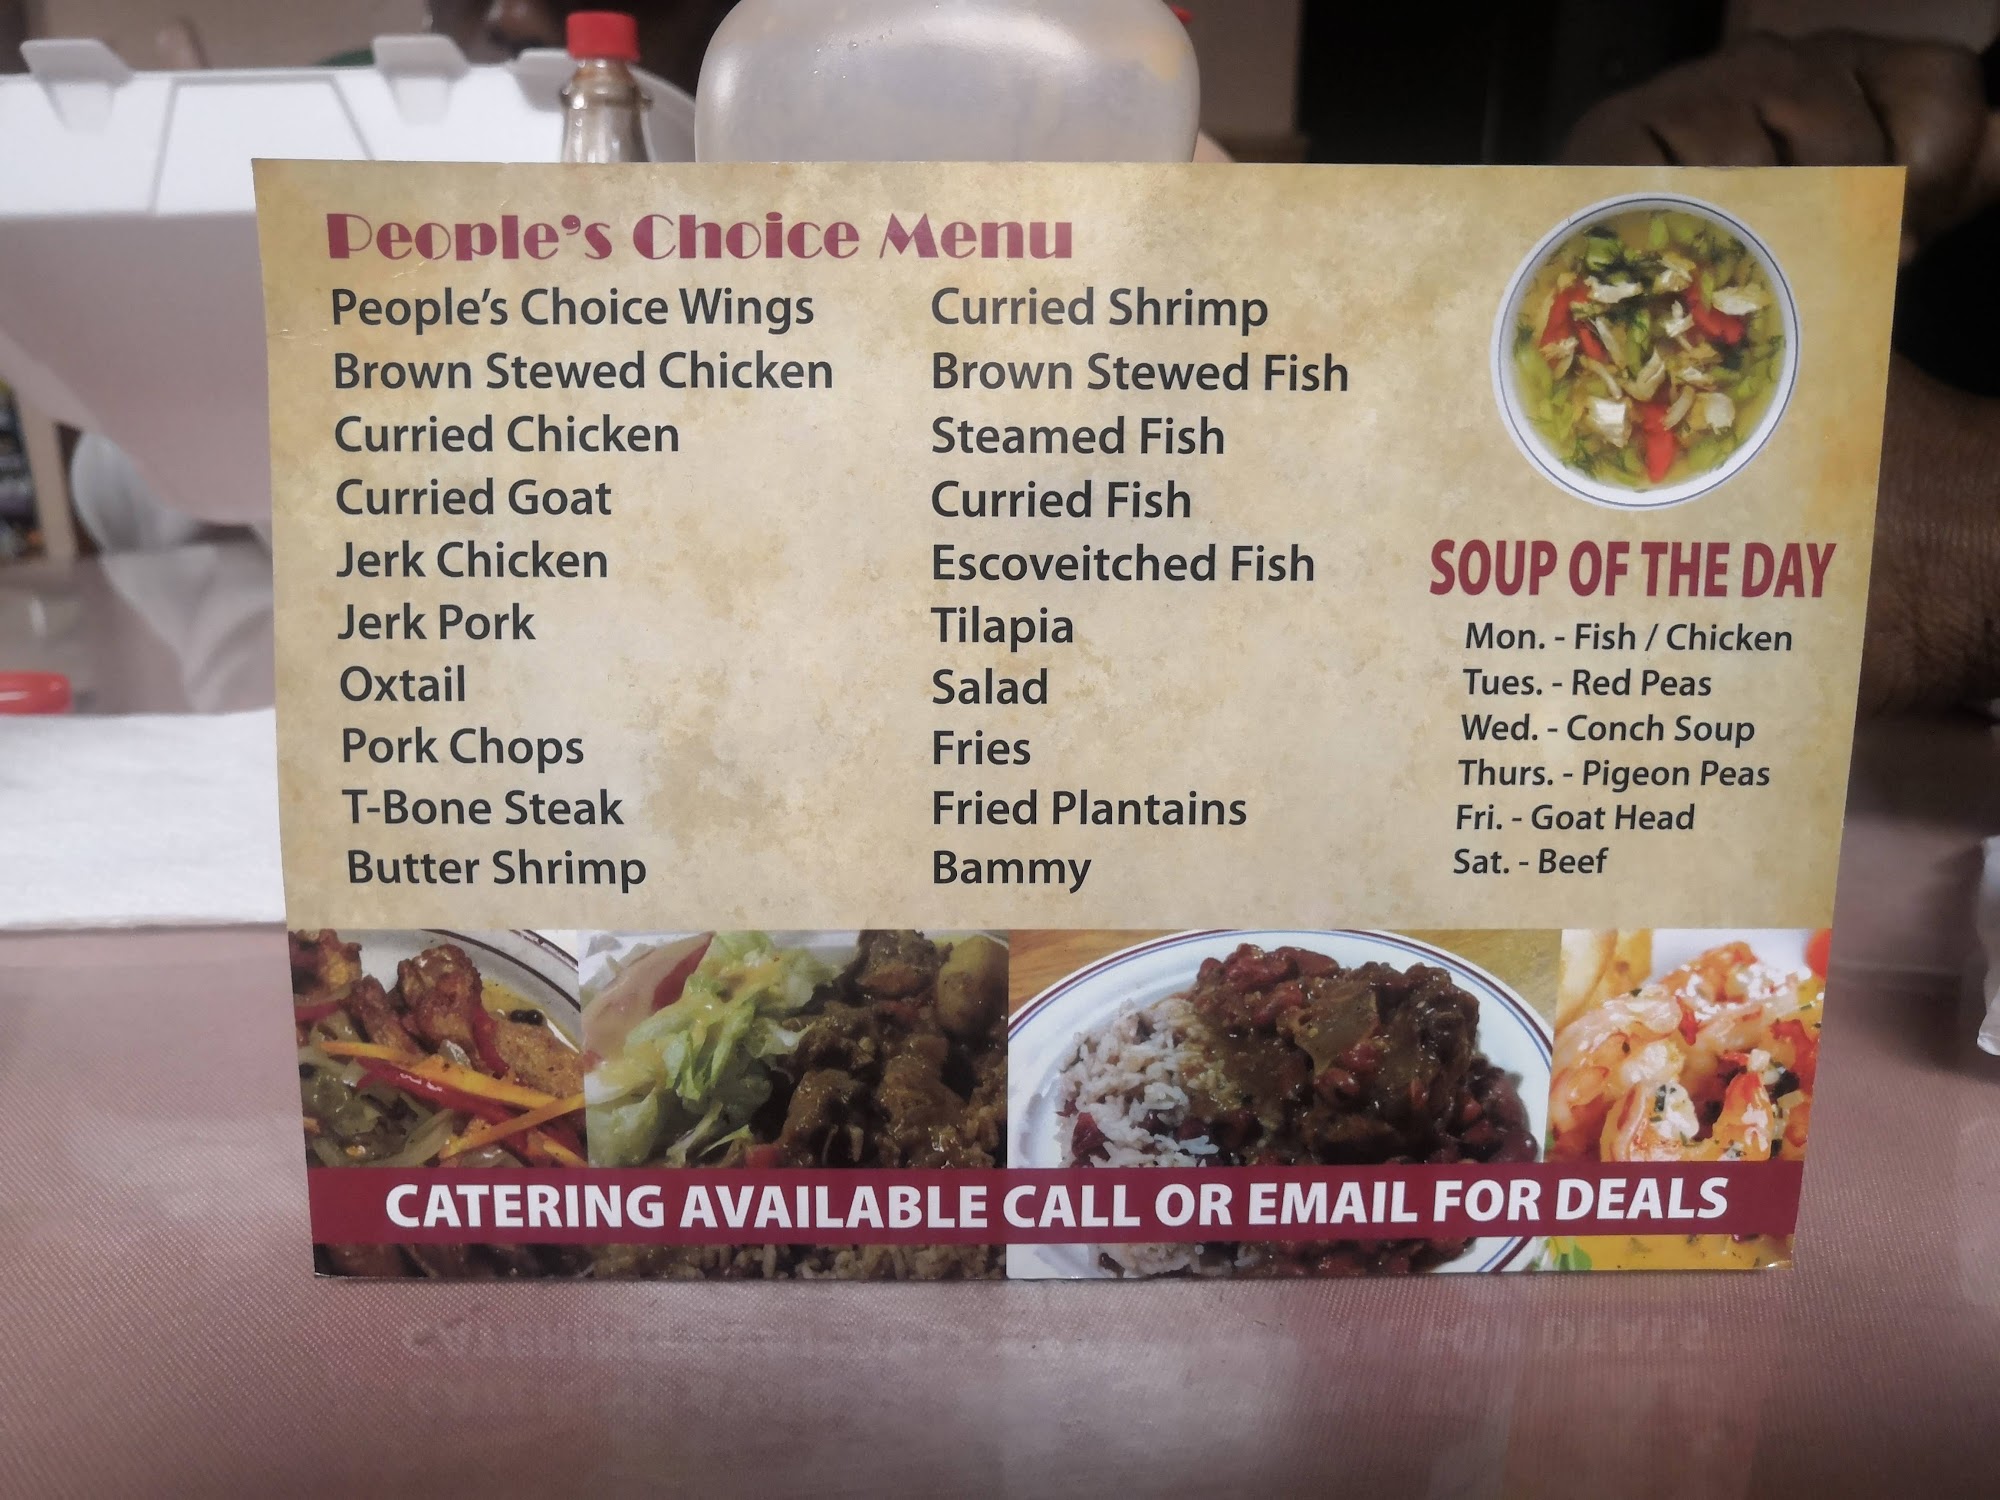 People's Choice Menu
People's Choice Wings
Brown Stewed Chicken
Curried Chicken
Curried Goat
Jerk Chicken
Jerk Pork
Oxtail
Pork Chops
T-Bone Steak
Butter Shrimp
Curried Shrimp
Brown Stewed Fish
Steamed Fish
Curried Fish
Escoveitched Fish
Tilapia
Salad
Fries
Fried Plantains
Bammy
SOUP OF THE DAY
Mon. - Fish / Chicken
Tues. - Red Peas
Wed. - Conch Soup
Thurs. - Pigeon Peas
Fri. - Goat Head
Sat. - Beef
CATERING AVAILABLE CALL OR EMAIL FOR DEALS